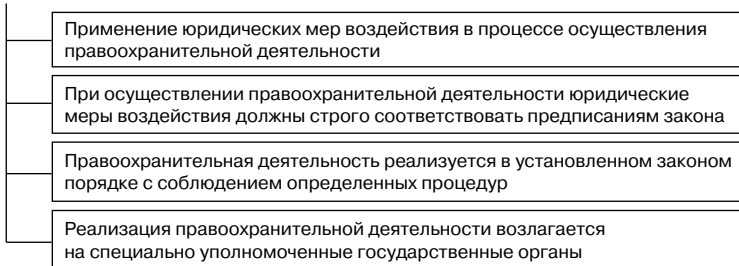 Применение юридических мер воздействия в процессе осуществления
правоохранительной деятельности
При осуществлении правоохранительной деятельности юридические
меры воздействия должны строго соответствовать предписаниям закона
Правоохранительная деятельность реализуется в установленном законом
порядке с соблюдением определенных процедур
Реализация правоохранительной деятельности возлагается
на специально уполномоченные государственные органы